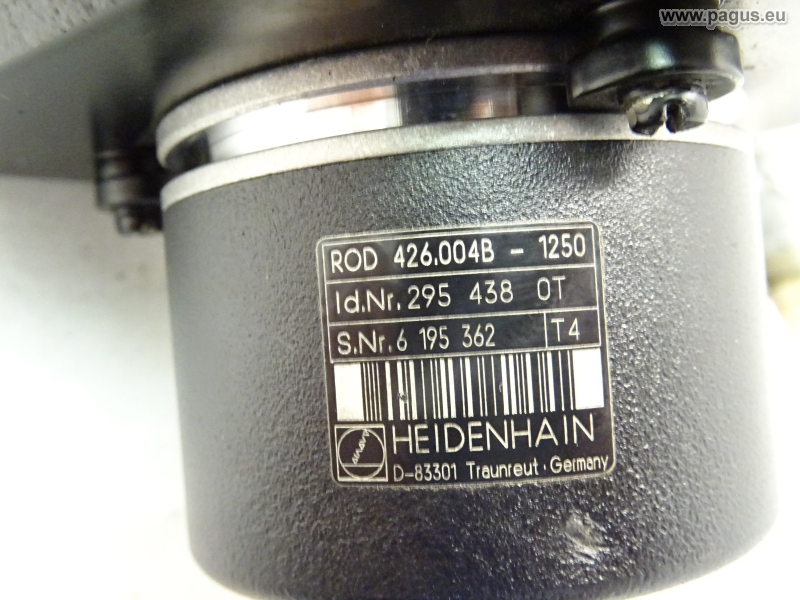 www.pagus.eu
ROD 426.004B - 1250
Id.Nr. 295 438 OT
S.Nr. 6 195 362 T4
HEIDENHAIN
D-83301 Traunreut · Germany